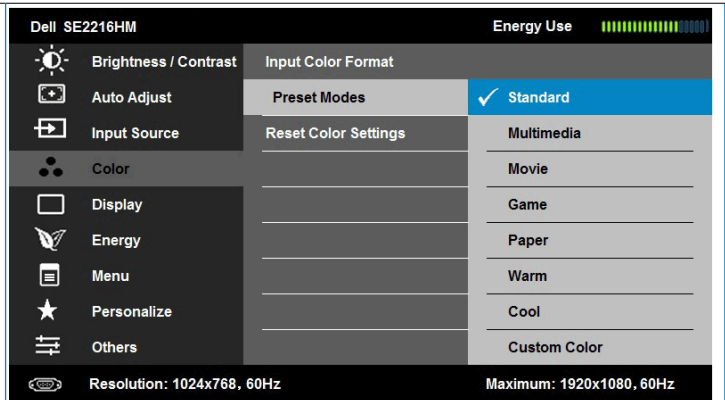 Dell SE2216HM Energy Use
Brightness / Contrast Input Color Format
Auto Adjust Preset Modes Standard
Input Source Reset Color Settings Multimedia
Color Movie
Display Game
Energy Paper
Menu Warm
Personalize Cool
Others Custom Color
Resolution: 1024x768, 60Hz Maximum: 1920x1080, 60Hz